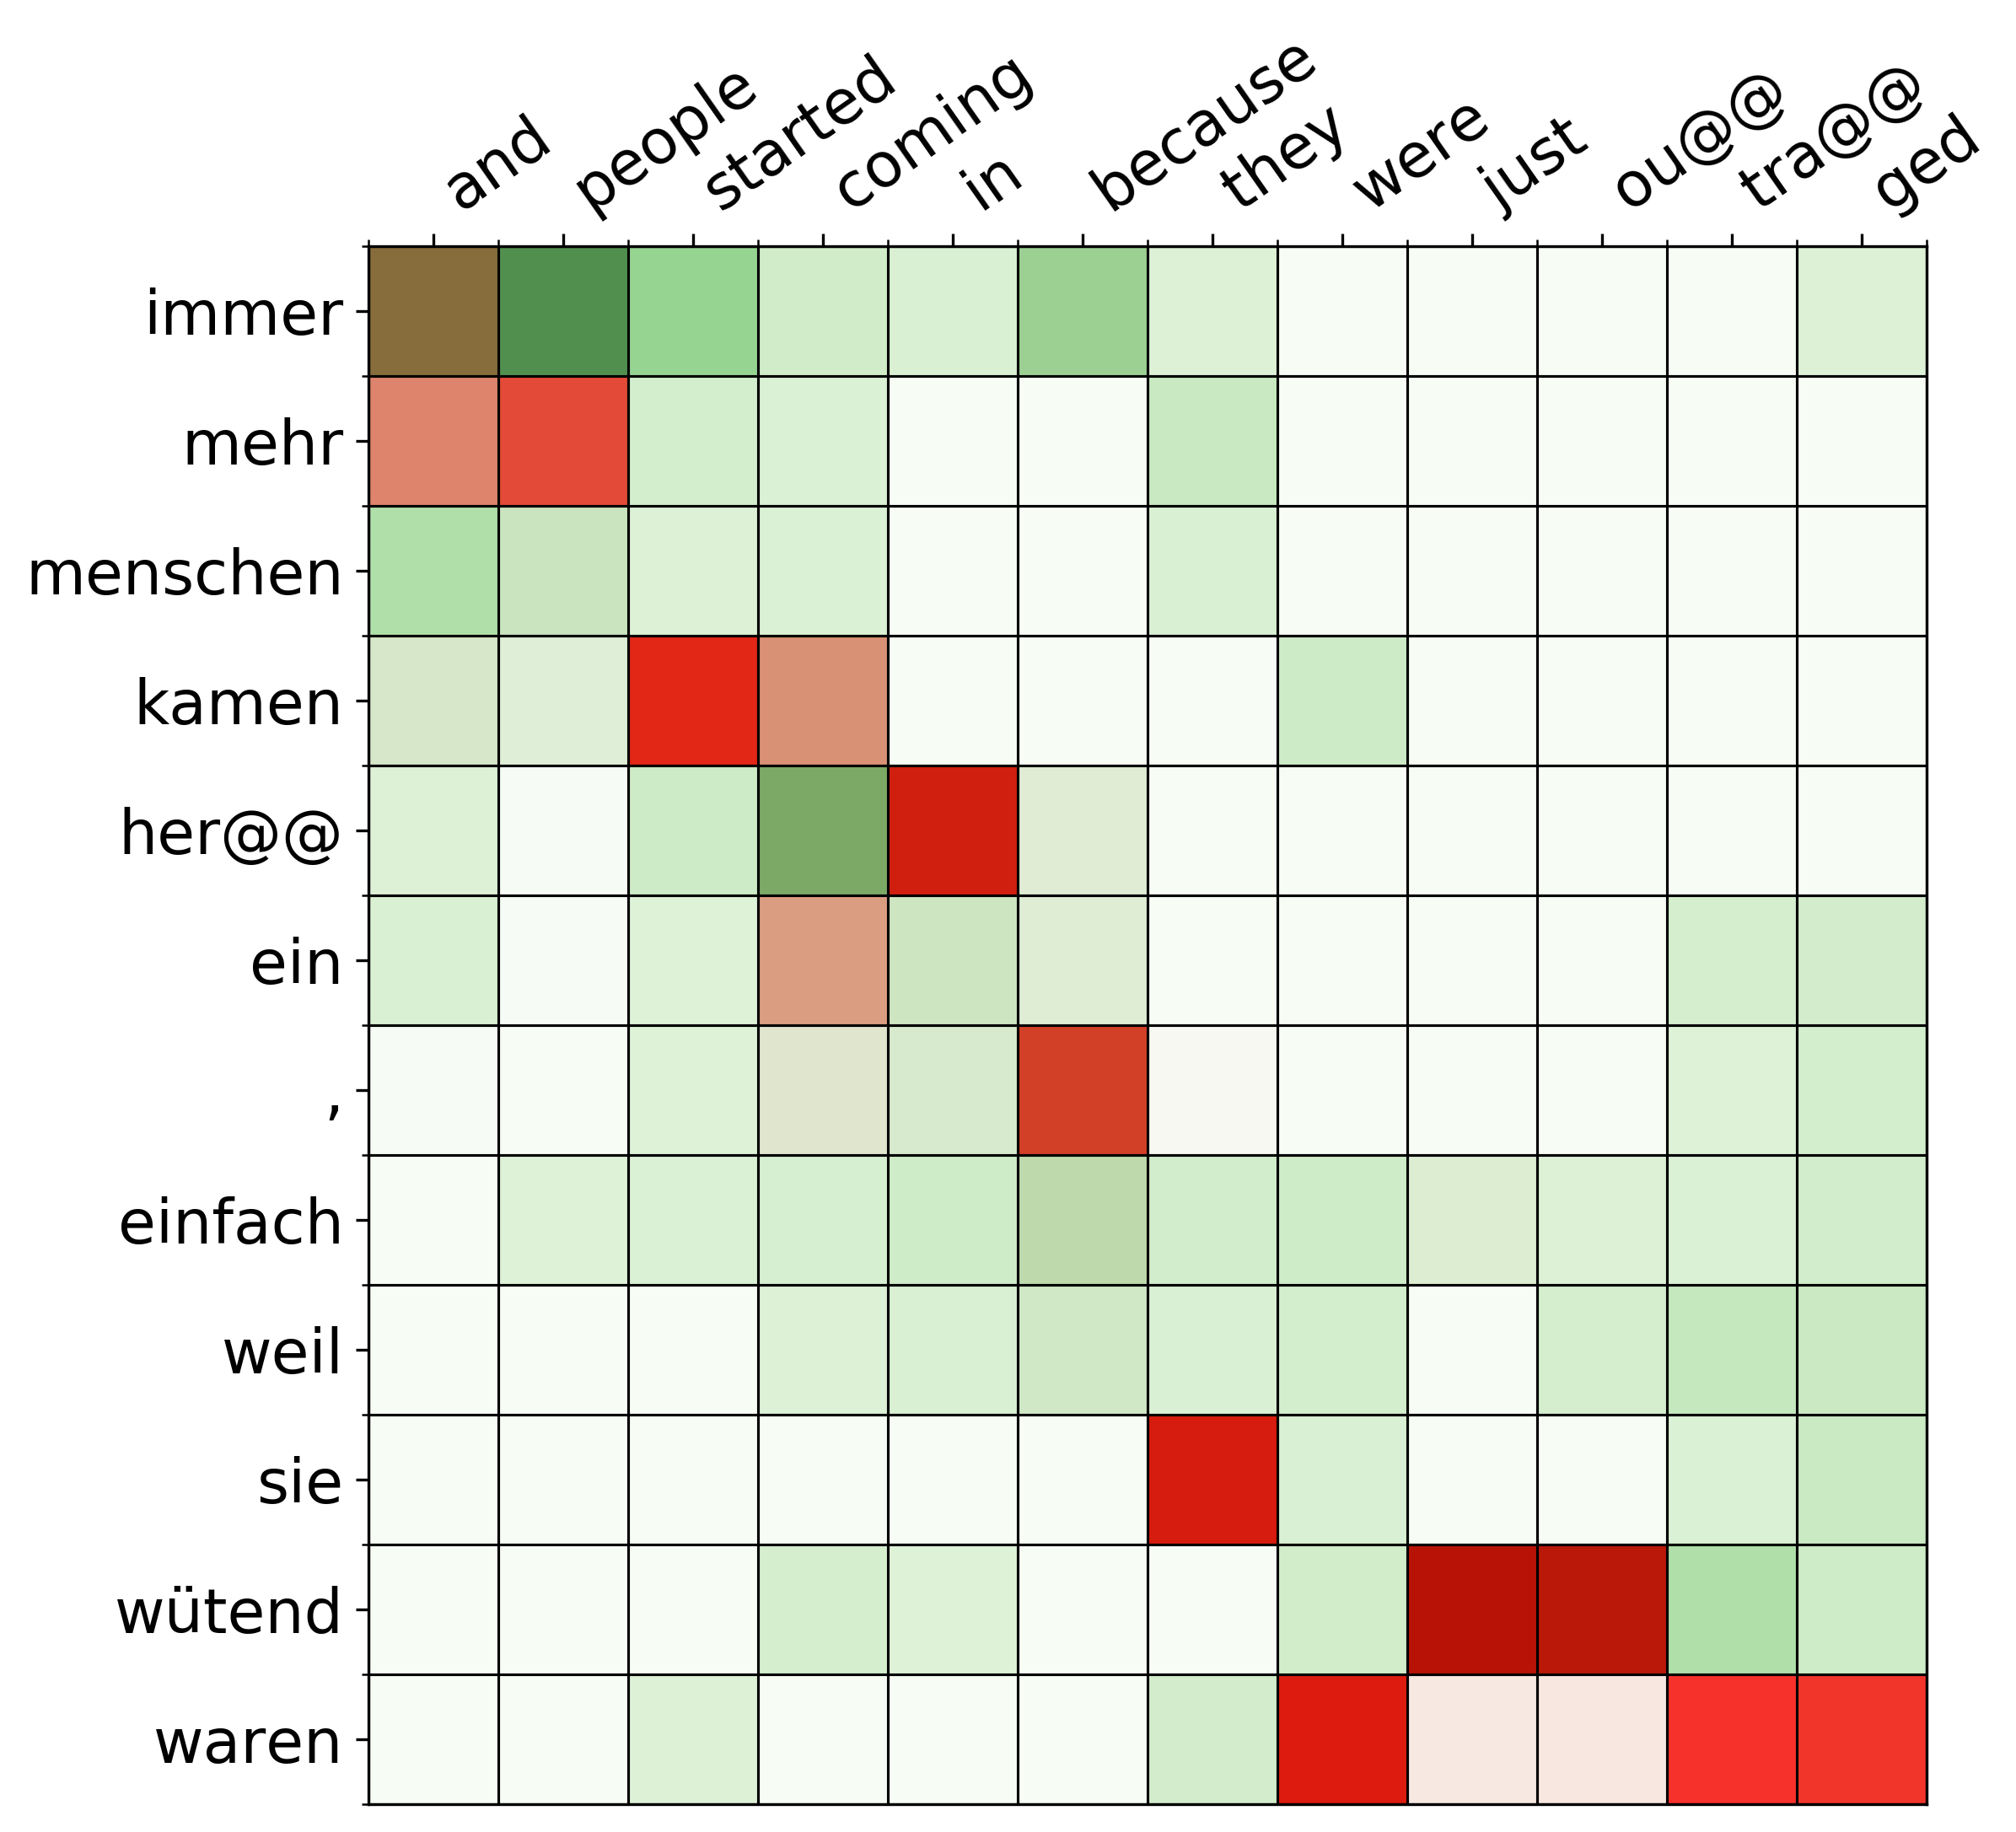 and people started coming in because they were just ou@@ tra@@ ged
immer
mehr
menschen
kamen
her@@
ein
,
einfach
weil
sie
wütend
waren